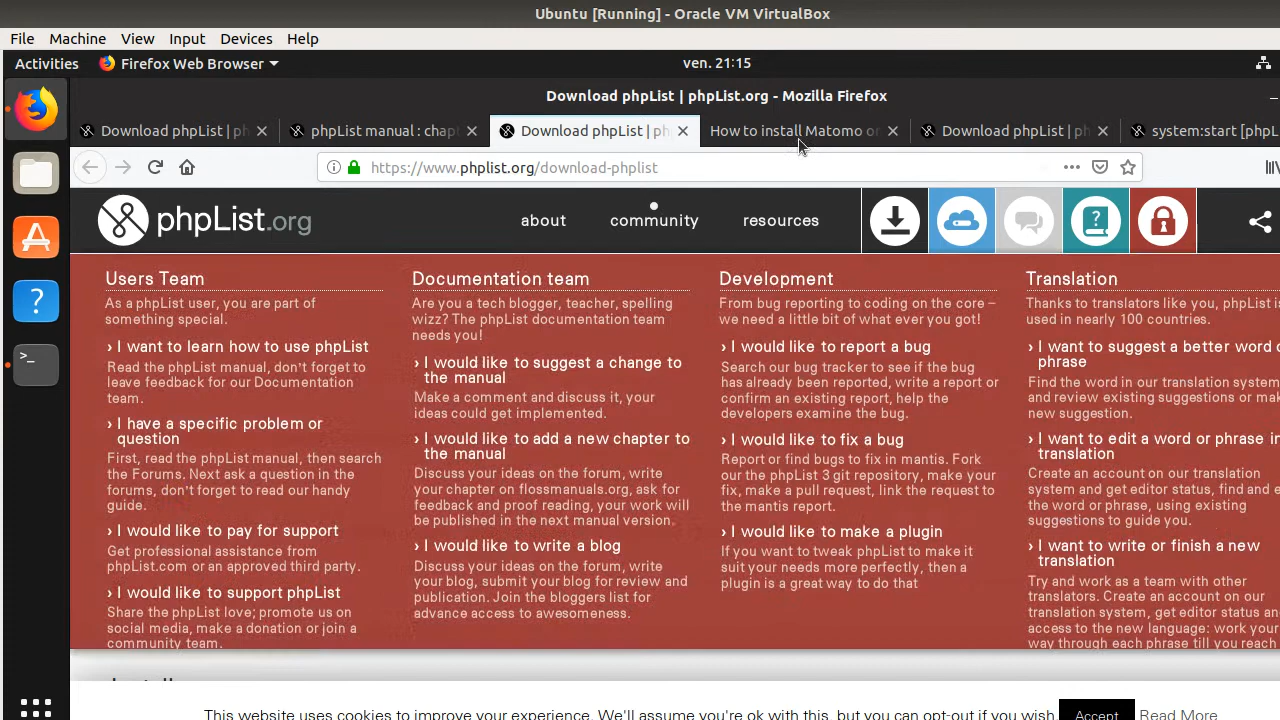 Ubuntu [Running] - Oracle VM VirtualBox
File Machine View Input Devices Help
Activities Firefox Web Browser ven. 21:15
Download phpList | phpList.org - Mozilla Firefox
Download phpList | ph phpList manual : chap Download phpList | ph How to install Matomo or Download phpList | ph system:start [phpL
https://www.phplist.org/download-phplist
phpList.org about community resources
Users Team
As a phpList user, you are part of
something special.
› I want to learn how to use phpList
Read the phpList manual, don't forget to
leave feedback for our Documentation
team.
› I have a specific problem or
question
First, read the phpList manual, then search
the Forums. Next ask a question in the
forums, don't forget to read our handy
guide.
› I would like to pay for support
Get professional assistance from
phpList.com or an approved third party.
› I would like to support phpList
Share the phpList love; promote us on
social media, make a donation or join a
community team.
Documentation team
Are you a tech blogger, teacher, spelling
wizz? The phpList documentation team
needs you!
› I would like to suggest a change to
the manual
Make a comment and discuss it, your
ideas could get implemented.
› I would like to add a new chapter to
the manual
Discuss your ideas on the forum, write
your chapter on flossmanuals.org, ask for
feedback and proof reading, your work will
be published in the next manual version.
› I would like to write a blog
Discuss your ideas on the forum, write
your blog, submit your blog for review and
publication. Join the bloggers list for
advance access to awesomeness.
Development
From bug reporting to coding on the core –
we need a little bit of what ever you got!
› I would like to report a bug
Search our bug tracker to see if the bug
has already been reported, write a report or
confirm an existing report, help the
developers examine the bug.
› I would like to fix a bug
Report or find bugs to fix in mantis. Fork
our the phpList 3 git repository, make your
fix, make a pull request, link the request to
the mantis report.
› I would like to make a plugin
If you want to tweak phpList to make it
suit your needs more perfectly, then a
plugin is a great way to do that
Translation
Thanks to translators like you, phpList is
used in nearly 100 countries.
› I want to suggest a better word o
phrase
Find the word in our translation system
and review existing suggestions or mak
new suggestion.
› I want to edit a word or phrase in
translation
Create an account on our translation
system and get editor status, find and e
the word or phrase, using existing
suggestions to guide you.
› I want to write or finish a new
translation
Try and work as a team with other
translators. Create an account on our
translation system, get editor status an
access to the new language: work your
way through each phrase till you reach
This website uses cookies to improve your experience. We'll assume you're ok with this, but you can opt-out if you wish. Accept Read More